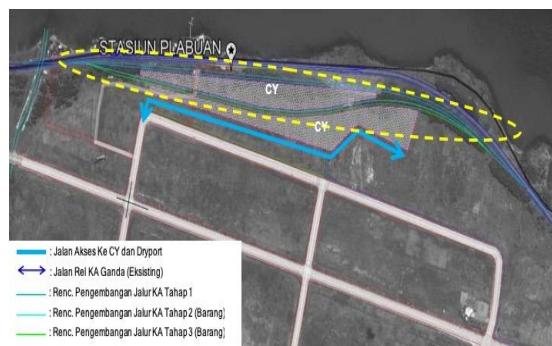 STASIUN PLABUAN
CY
CY
: Jalan Akses Ke CY dan Dryport
: Jalan Rel KA Ganda (Eksisting)
: Renc. Pengembangan Jalur KA Tahap 1
: Renc. Pengembangan Jalur KA Tahap 2 (Barang)
: Renc. Pengembangan Jalur KA Tahap 3 (Barang)